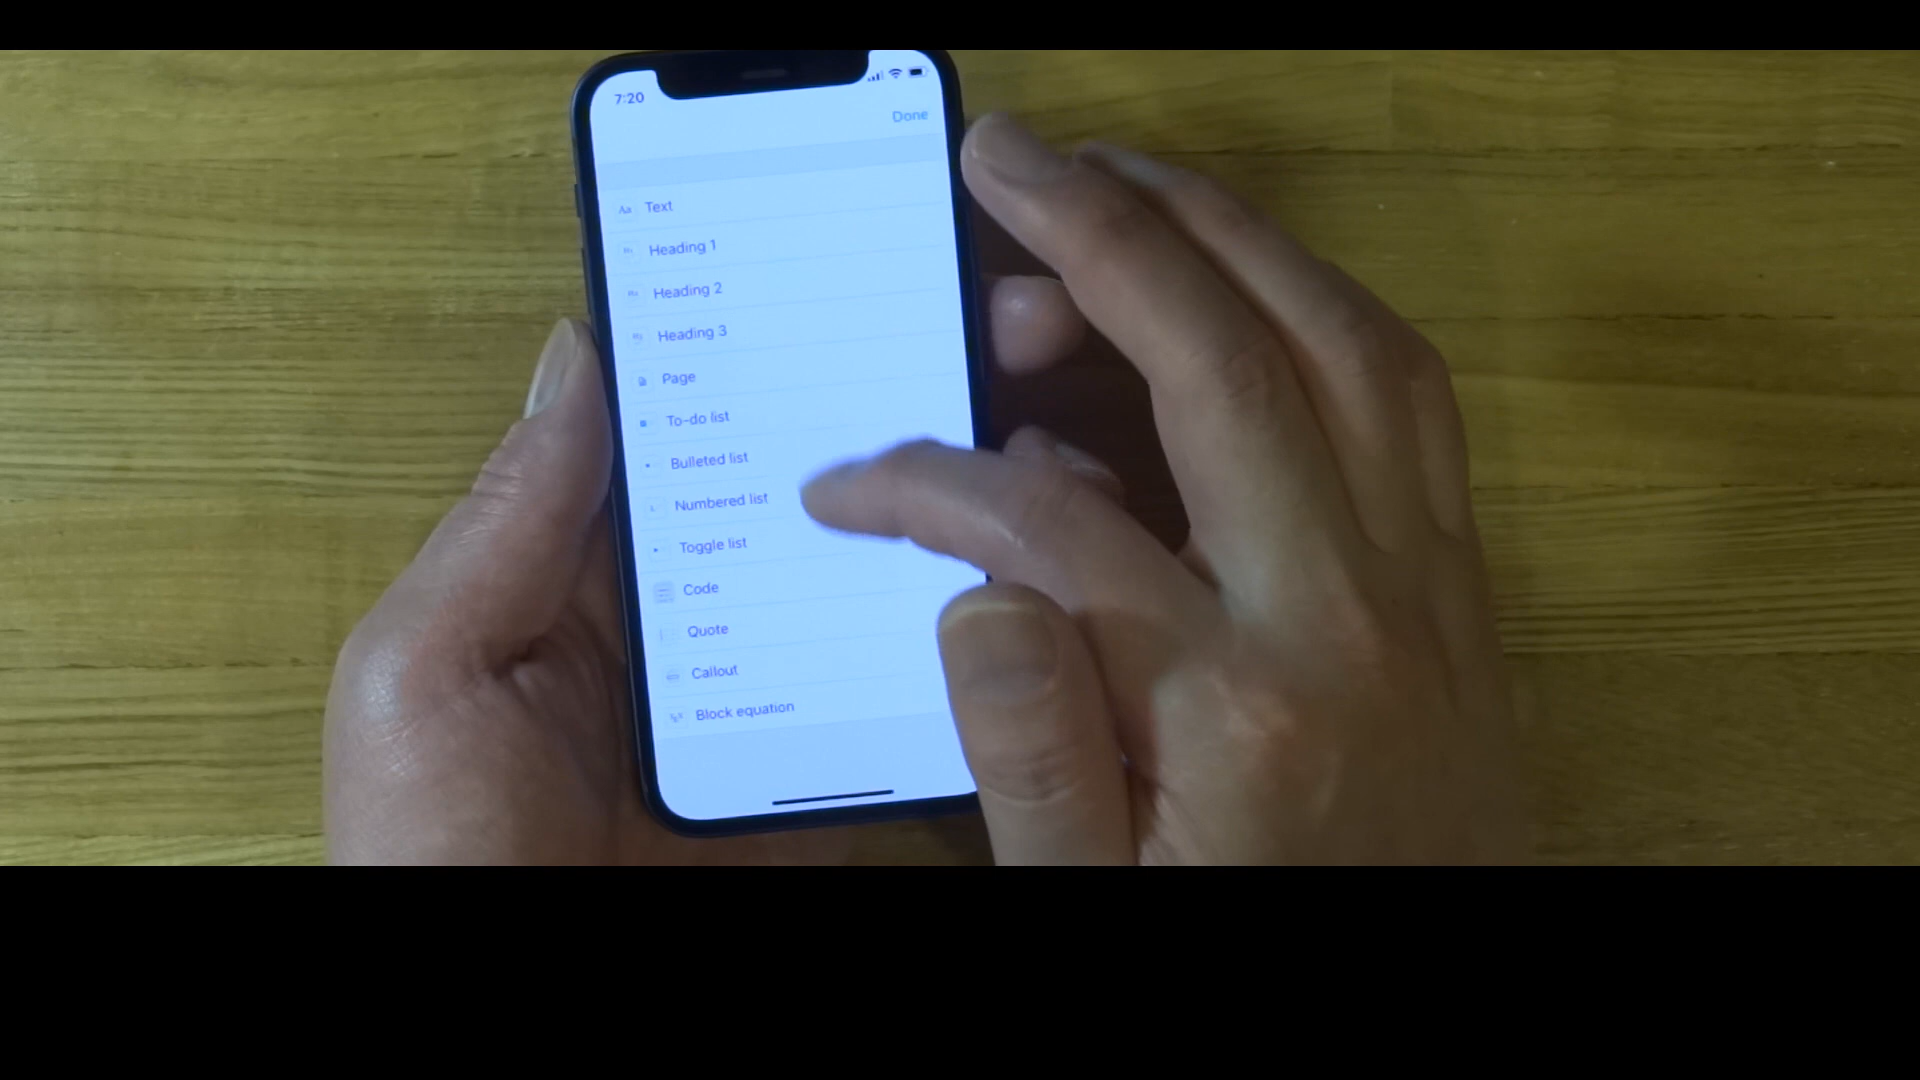 7:20
Done
Aa Text
Heading 1
Heading 2
Heading 3
Page
To-do list
Bulleted list
Numbered list
Toggle list
Code
Quote
Callout
Block equation